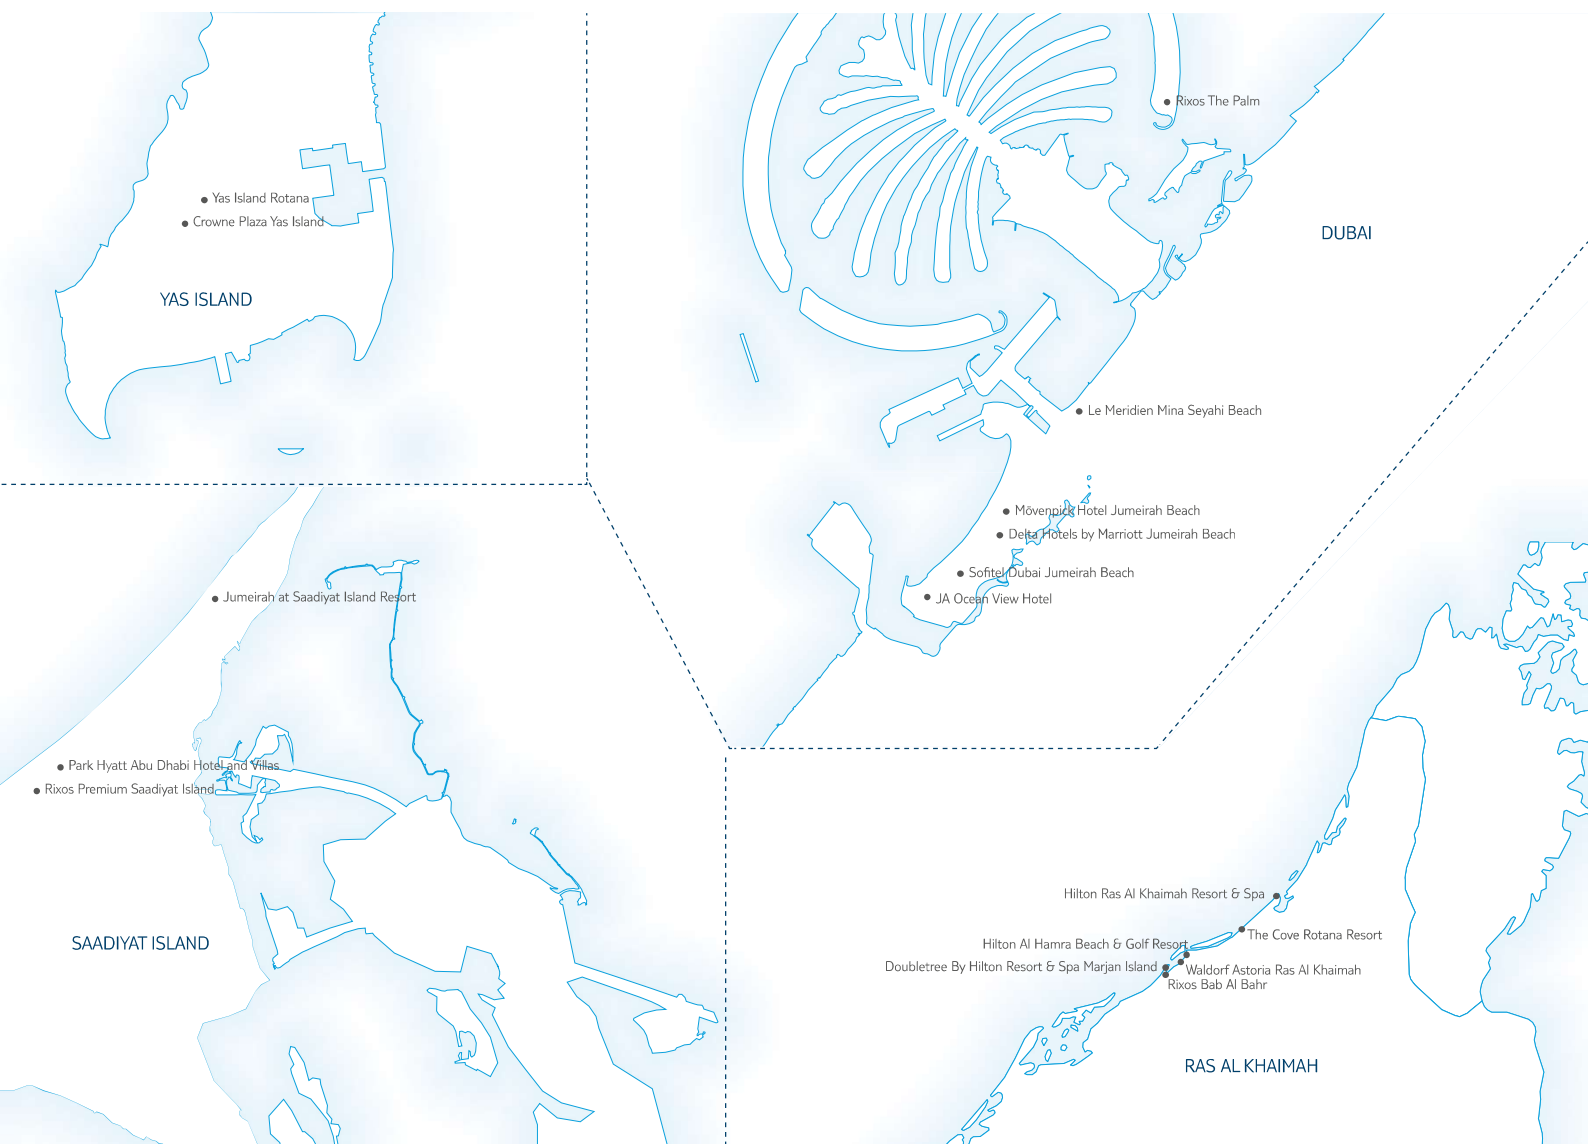 Rixos The Palm
Yas Island Rotana
Crowne Plaza Yas Island
DUBAI
YAS ISLAND
Le Meridien Mina Seyahi Beach
Mövenpick Hotel Jumeirah Beach
Delta Hotels by Marriott Jumeirah Beach
Sofitel Dubai Jumeirah Beach
JA Ocean View Hotel
Jumeirah at Saadiyat Island Resort
Park Hyatt Abu Dhabi Hotel and Villas
Rixos Premium Saadiyat Island
SAADIYAT ISLAND
Hilton Ras Al Khaimah Resort & Spa
The Cove Rotana Resort
Hilton Al Hamra Beach & Golf Resort
Doubletree By Hilton Resort & Spa Marjan Island
Waldorf Astoria Ras Al Khaimah
Rixos Bab Al Bahr
RAS AL KHAIMAH